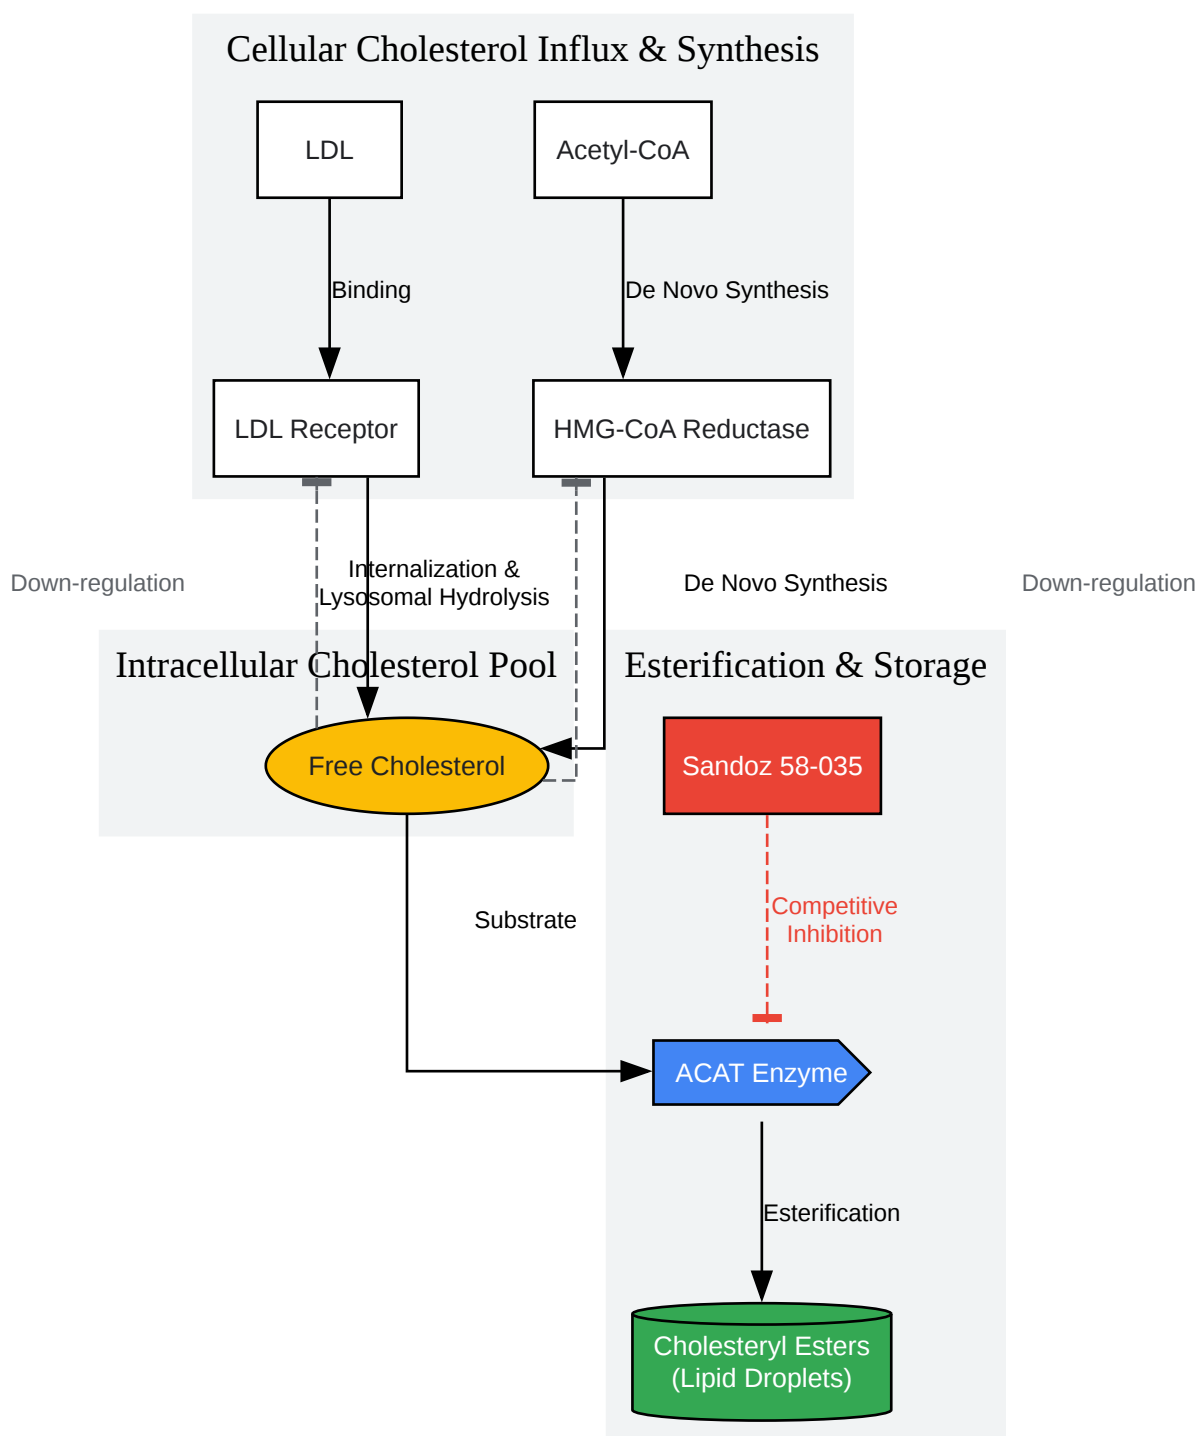 Cellular Cholesterol Influx & Synthesis
LDL
Acetyl-CoA
Binding
De Novo Synthesis
LDL Receptor
HMG-CoA Reductase
Down-regulation
Internalization &
Lysosomal Hydrolysis
De Novo Synthesis
Down-regulation
Intracellular Cholesterol Pool
Esterification & Storage
Free Cholesterol
Sandoz 58-035
Substrate
Competitive
Inhibition
ACAT Enzyme
Esterification
Cholesteryl Esters
(Lipid Droplets)